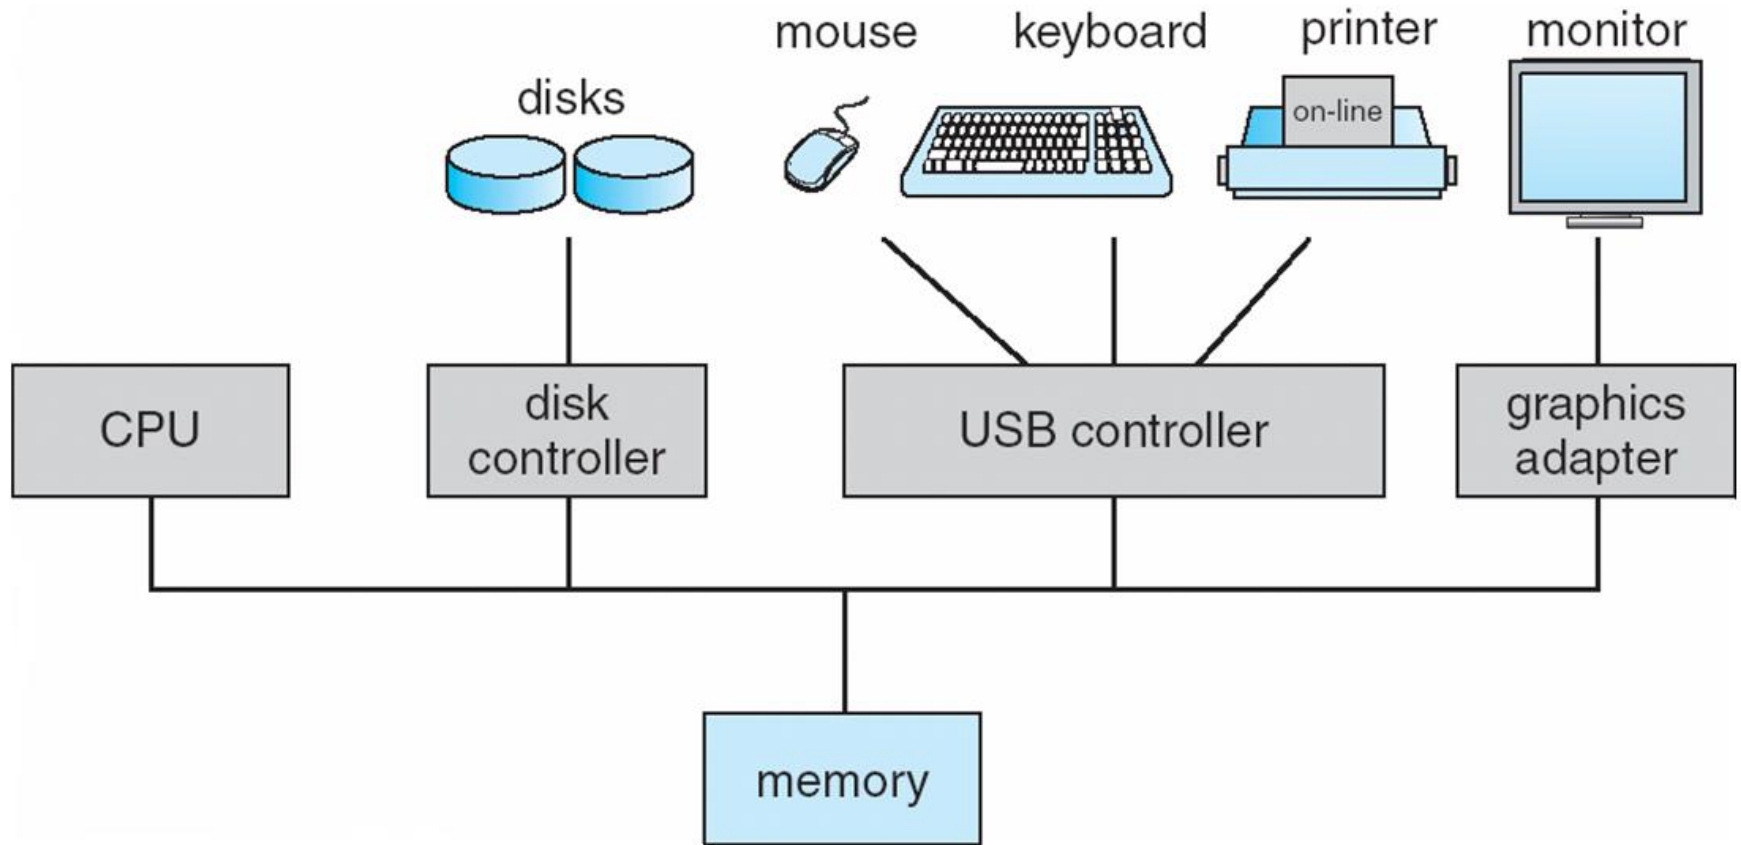 mouse
keyboard
printer
monitor
disks
on-line
CPU
disk
controller
USB controller
graphics
adapter
memory